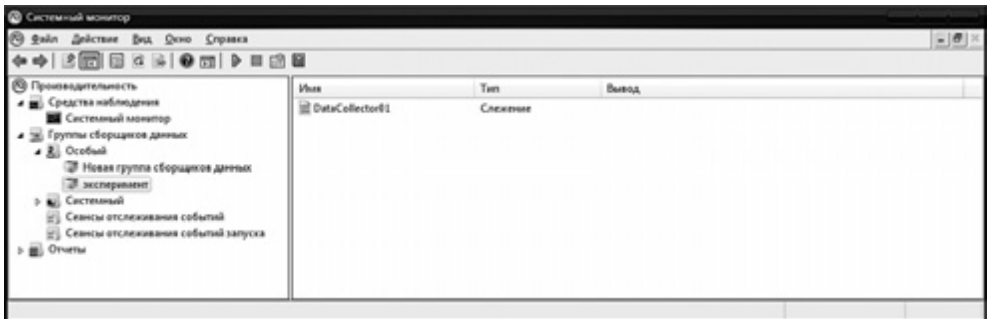 Системный монитор
Файл Действие Вид Окно Справка
Производительность
Средства наблюдения
Системный монитор
Группы сборщиков данных
Особый
Новая группа сборщиков данных
эксперимент
Системный
Сеансы отслеживания событий
Сеансы отслеживания событий запуска
Отчеты
Имя Тип Вывод
DataCollector01 Слежение